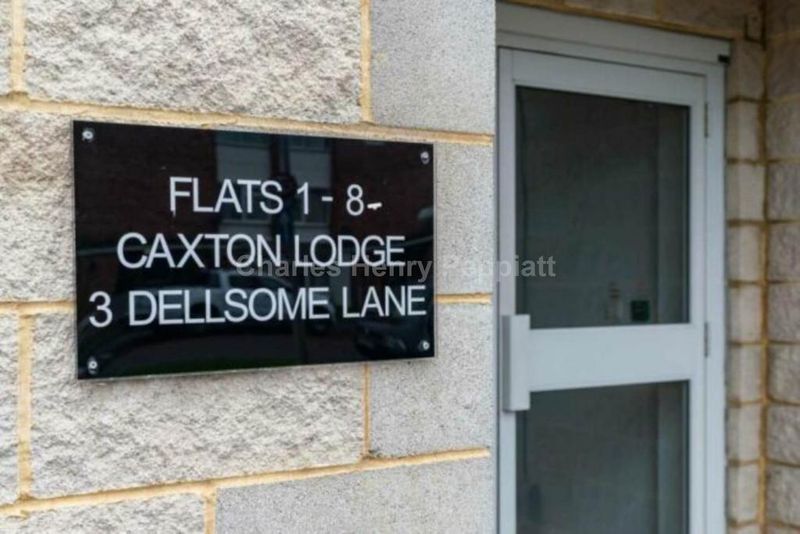 FLATS 1 - 8
CAXTON LODGE
Charles Henry Peppiatt
3 DELLSOME LANE